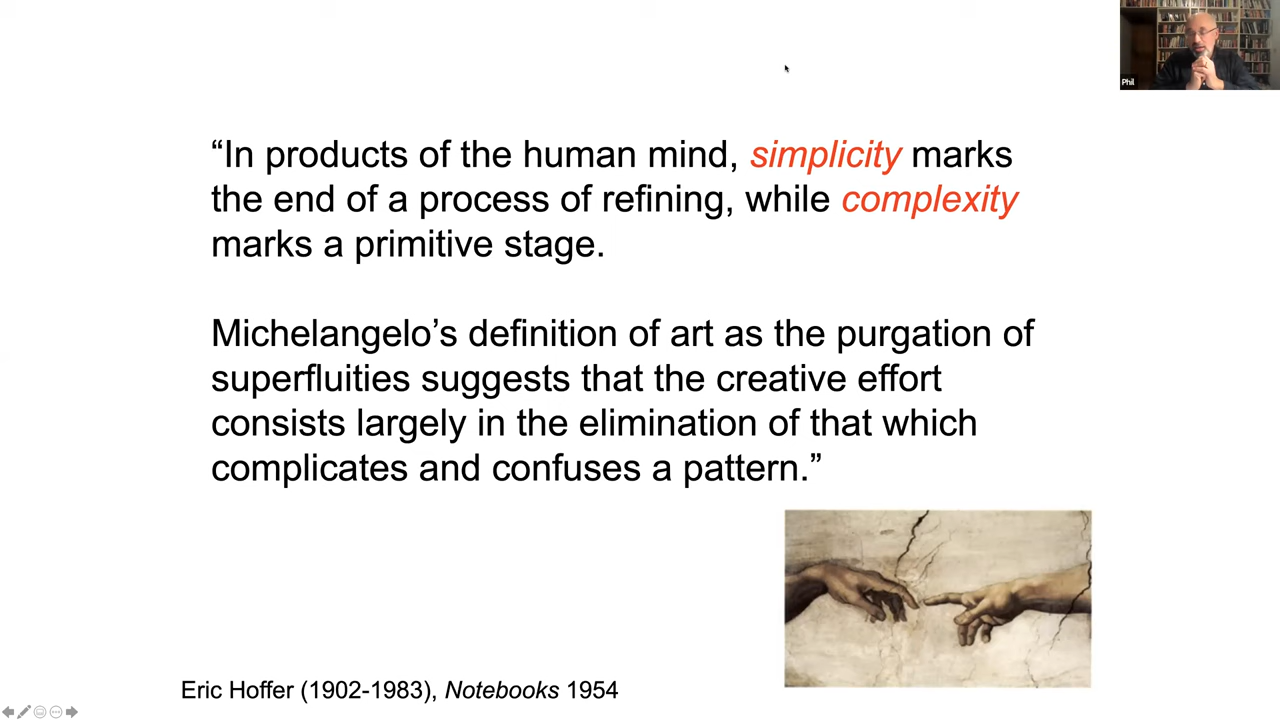 Phil
“In products of the human mind, simplicity marks
the end of a process of refining, while complexity
marks a primitive stage.
Michelangelo’s definition of art as the purgation of
superfluities suggests that the creative effort
consists largely in the elimination of that which
complicates and confuses a pattern.”
Eric Hoffer (1902-1983), Notebooks 1954